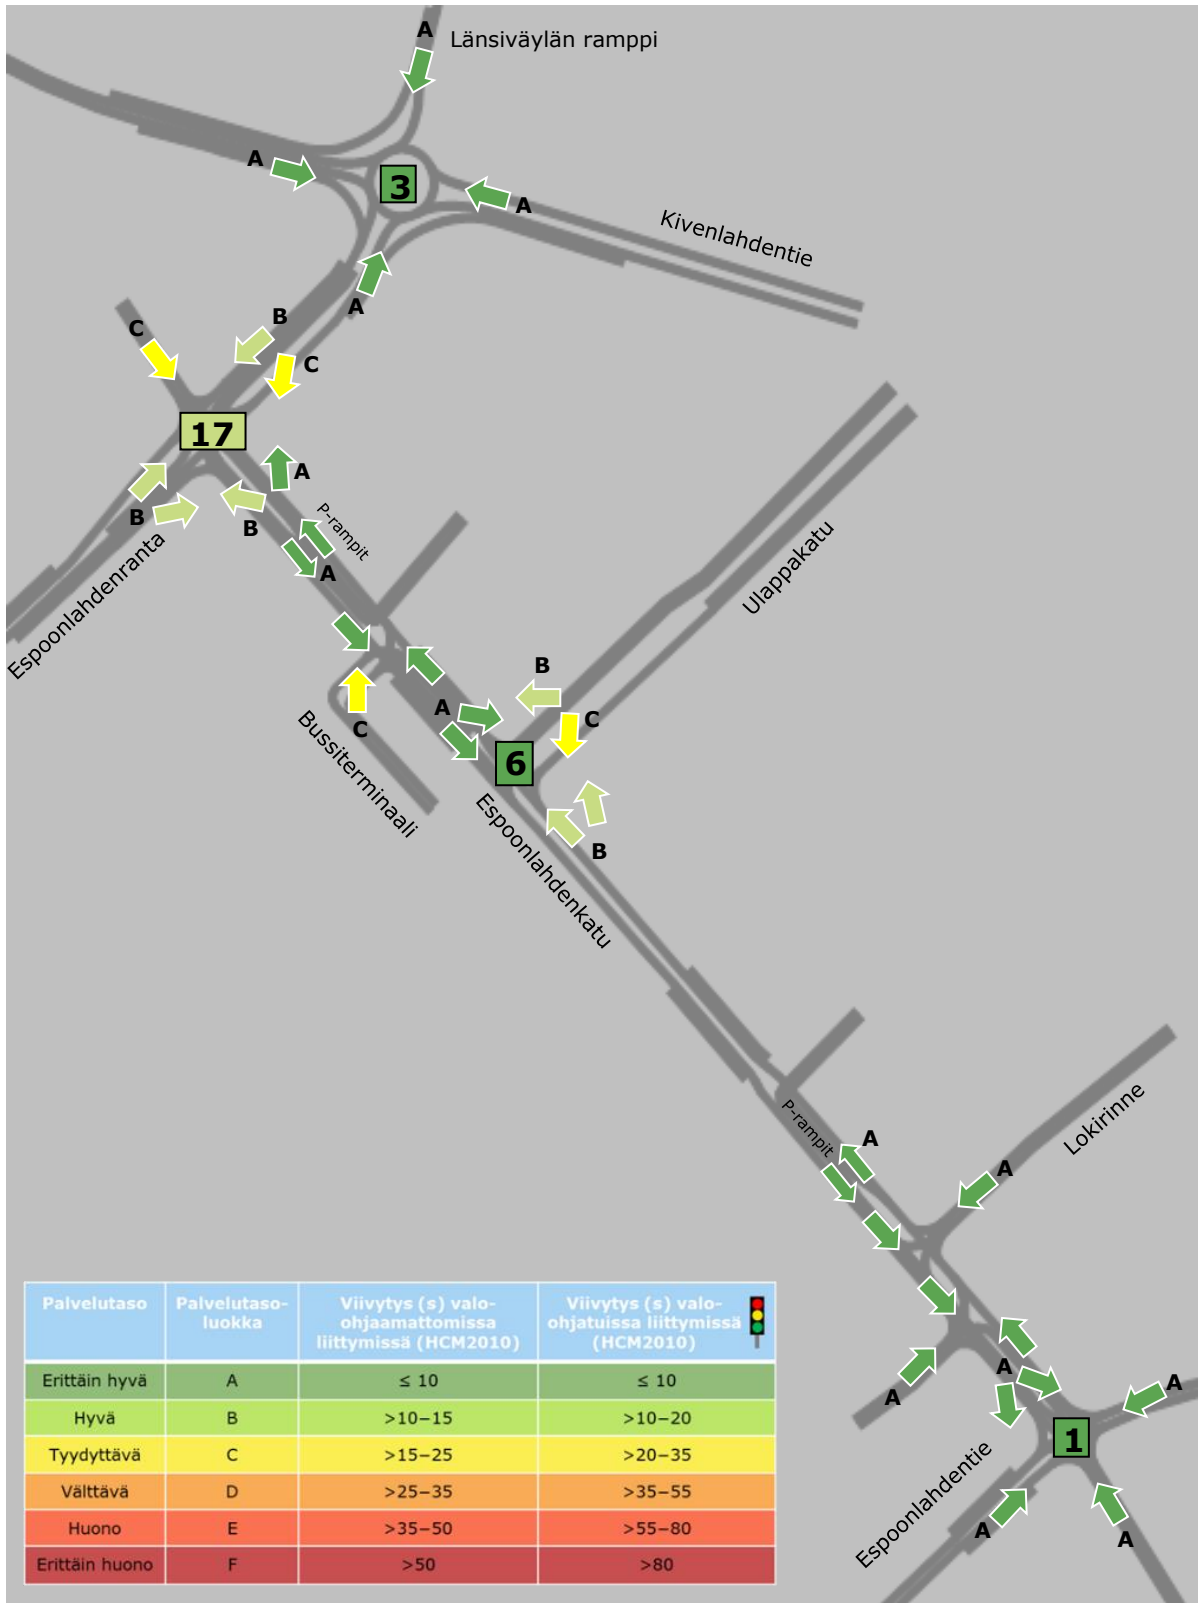 A
Länsiväylän ramppi
A
3
A
Kivenlahdentie
A
B
C
C
17
A
B
B
P-rampit
A
Espoonlahdenranta
Ulappakatu
B
A
C
C
Bussiterminaali
6
Espoonlahdenkatu
B
P-rampit
A
Lokirinne
A
A
A
A
1
Espoonlahdentie
A
A
Palvelutaso
Palvelutaso-
luokka
Viivytys (s) valo-
ohjaamattomissa
liittymissä (HCM2010)
Viivytys (s) valo-
ohjatuissa liittymissä
(HCM2010)
Erittäin hyvä A ≤ 10 ≤ 10
Hyvä B >10–15 >10–20
Tyydyttävä C >15–25 >20–35
Välttävä D >25–35 >35–55
Huono E >35–50 >55–80
Erittäin huono F >50 >80